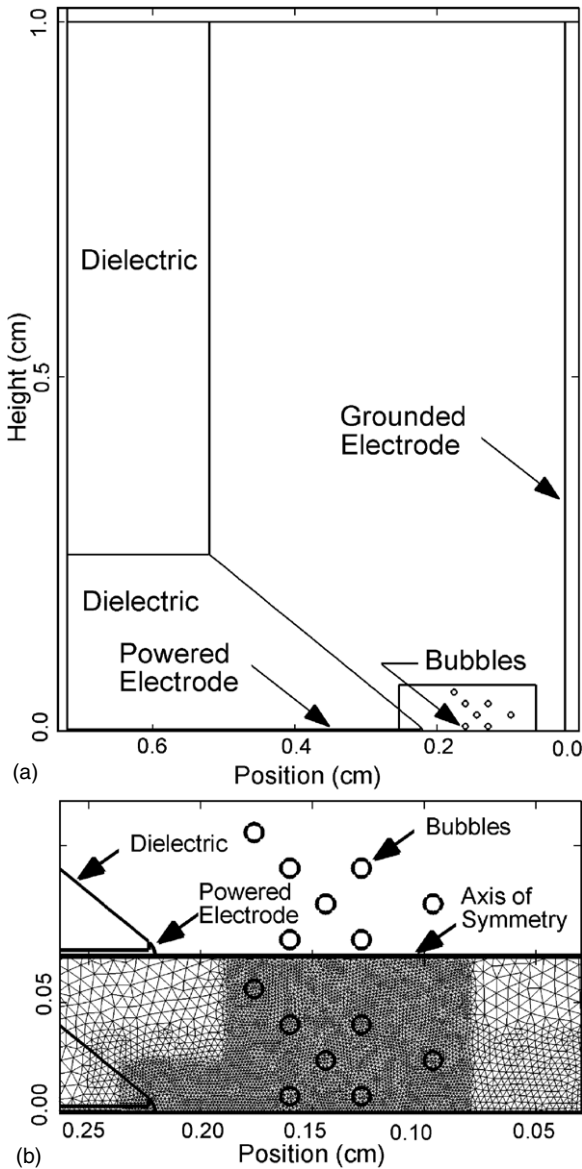 1.0
Dielectric
Height (cm)
0.5
Grounded
Electrode
Dielectric
Powered
Electrode
Bubbles
0.0
0.6
0.4
0.2
0.0
(a)
Position (cm)
Dielectric
Bubbles
Powered
Electrode
Axis of
Symmetry
0.05
0.00
0.25
0.20
0.15
0.10
0.05
(b)
Position (cm)